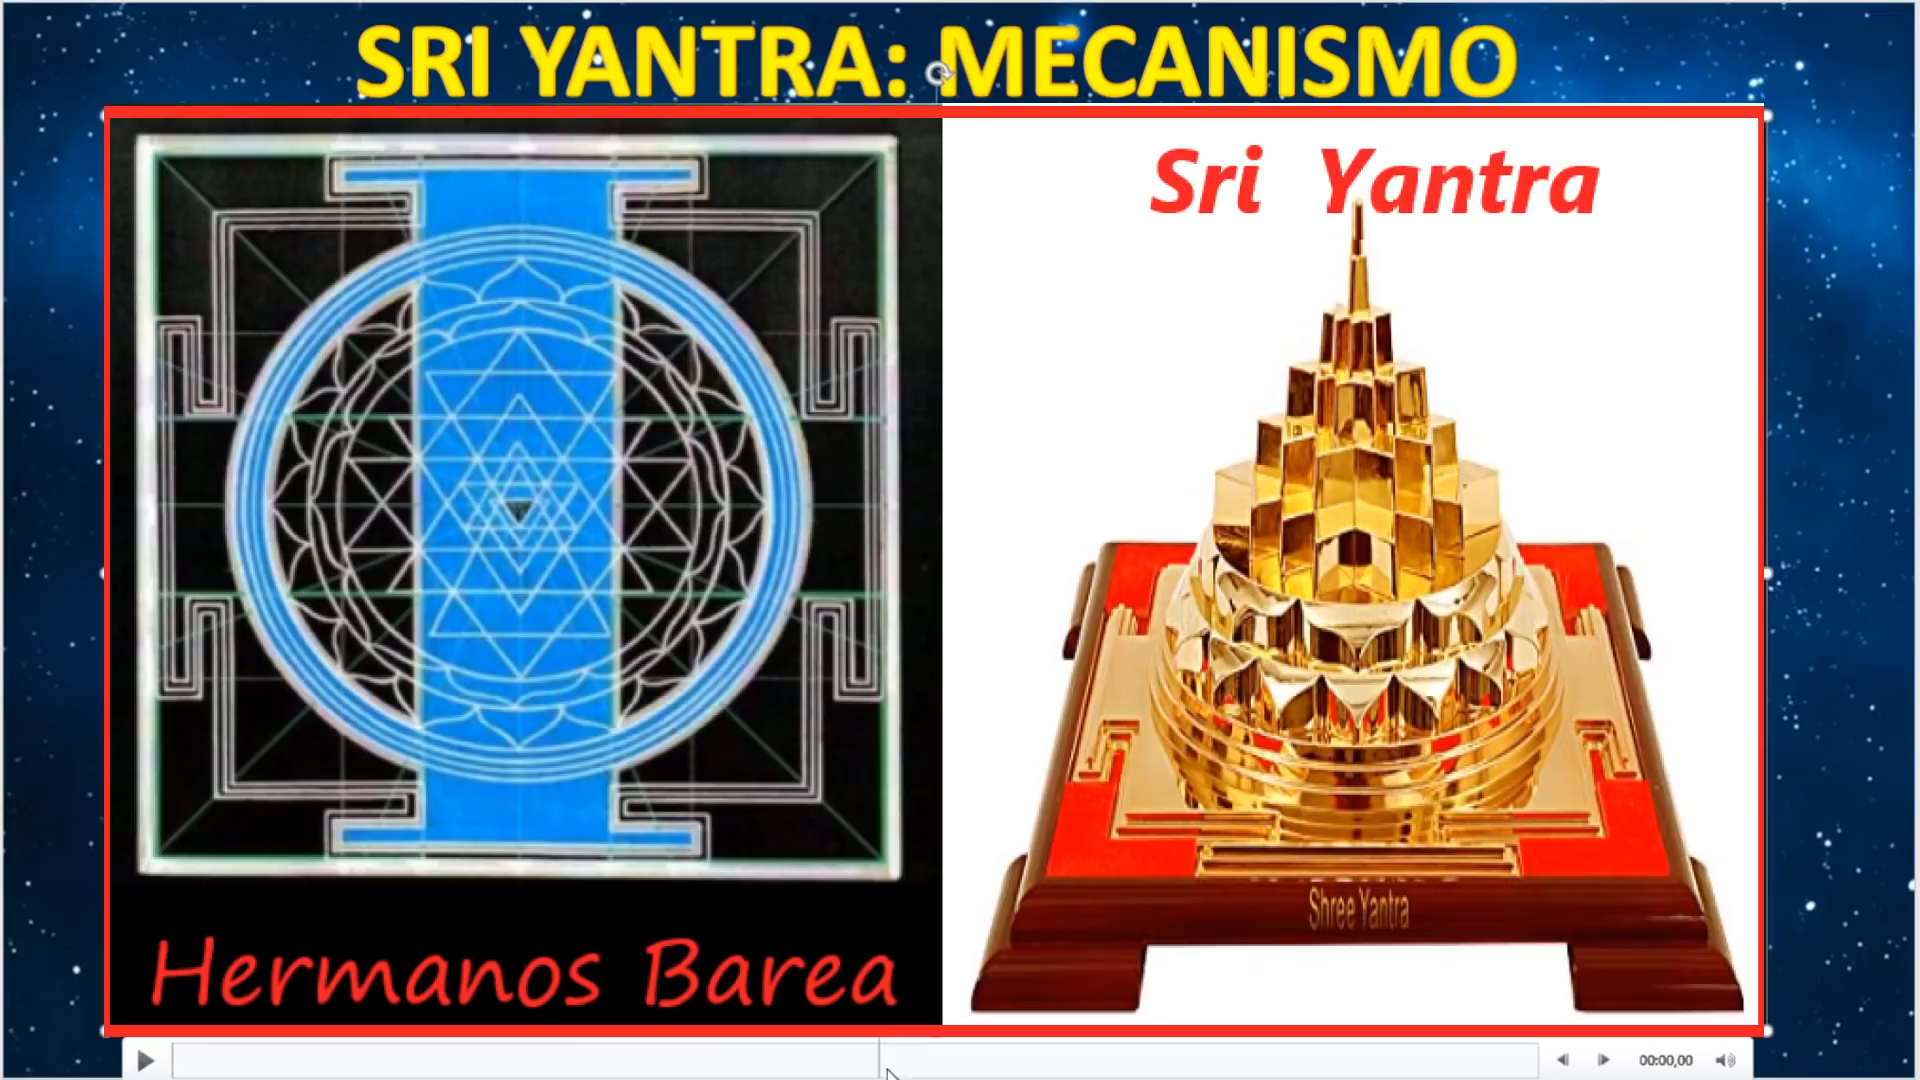 SRI YANTRA: MECANISMO
Sri Yantra
Shree Yantra
Hermanos Barea
00:00,00